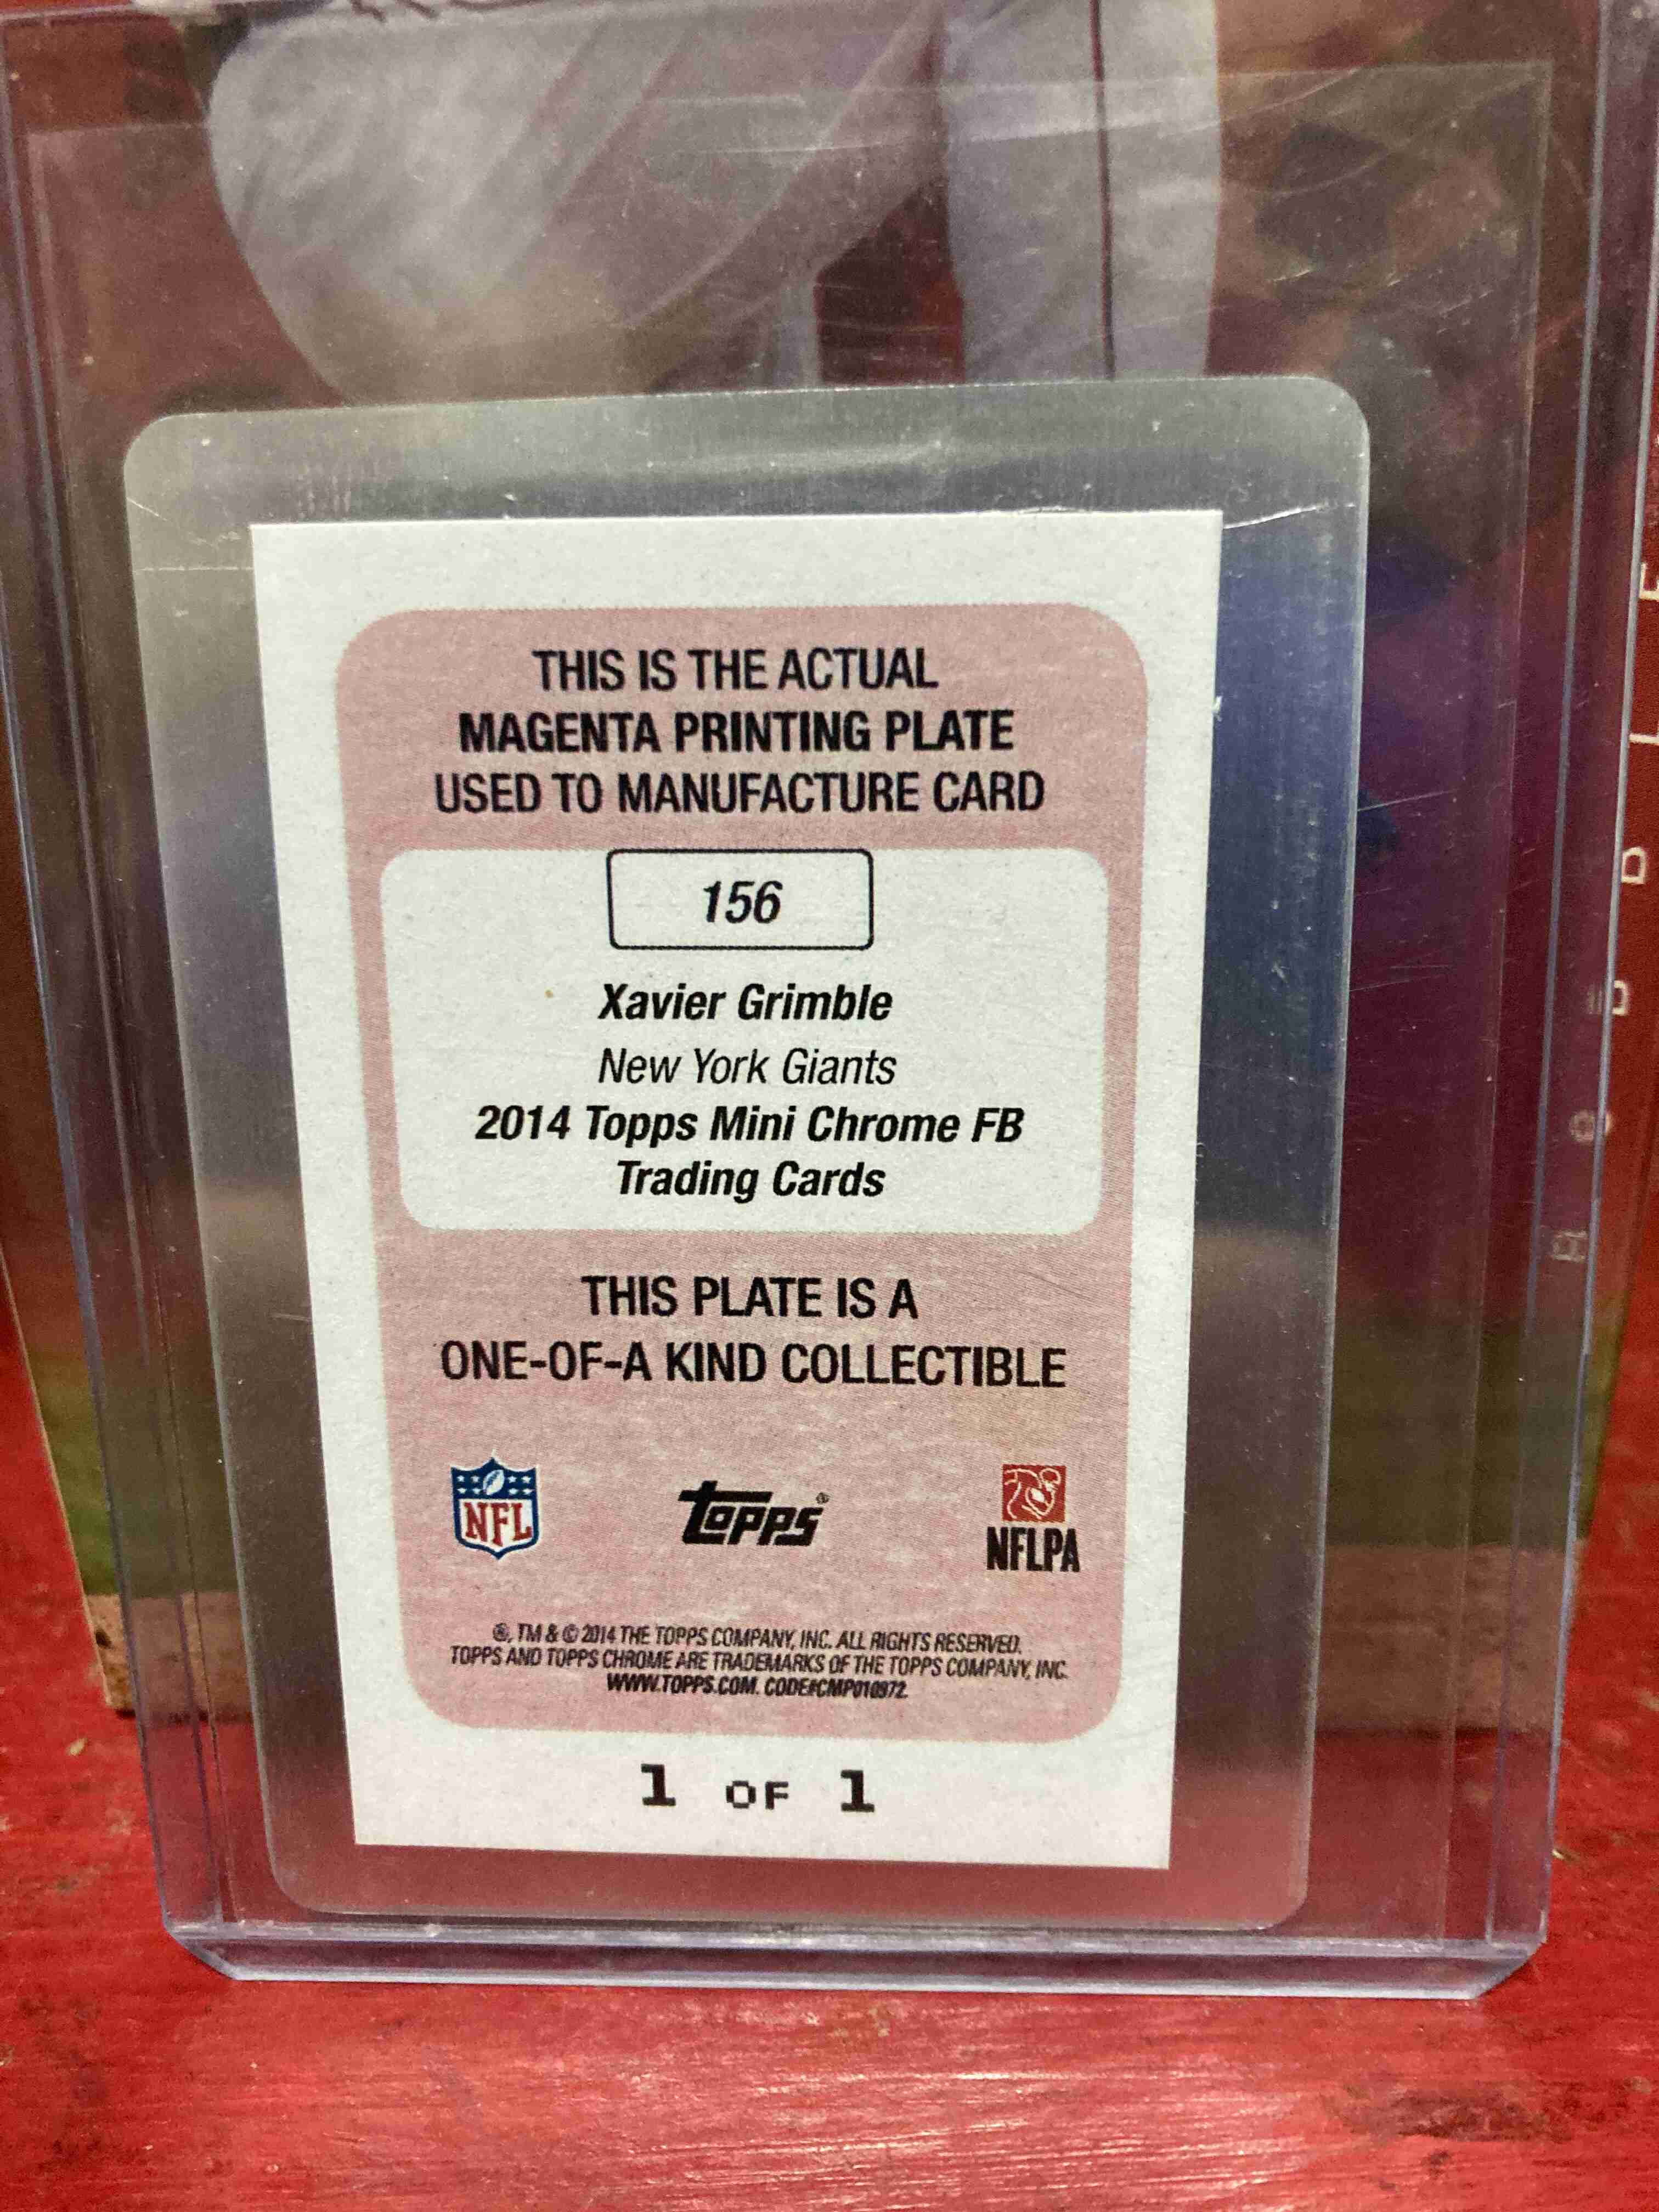 THIS IS THE ACTUAL
MAGENTA PRINTING PLATE
USED TO MANUFACTURE CARD
156
Xavier Grimble
New York Giants
2014 Topps Mini Chrome FB
Trading Cards
THIS PLATE IS A
ONE-OF-A KIND COLLECTIBLE
NFL
Topps®
NFLPA
®, TM & © 2014 THE TOPPS COMPANY, INC. ALL RIGHTS RESERVED.
TOPPS AND TOPPS CHROME ARE TRADEMARKS OF THE TOPPS COMPANY, INC.
WWW.TOPPS.COM. CODE#CMP010972
1 OF 1